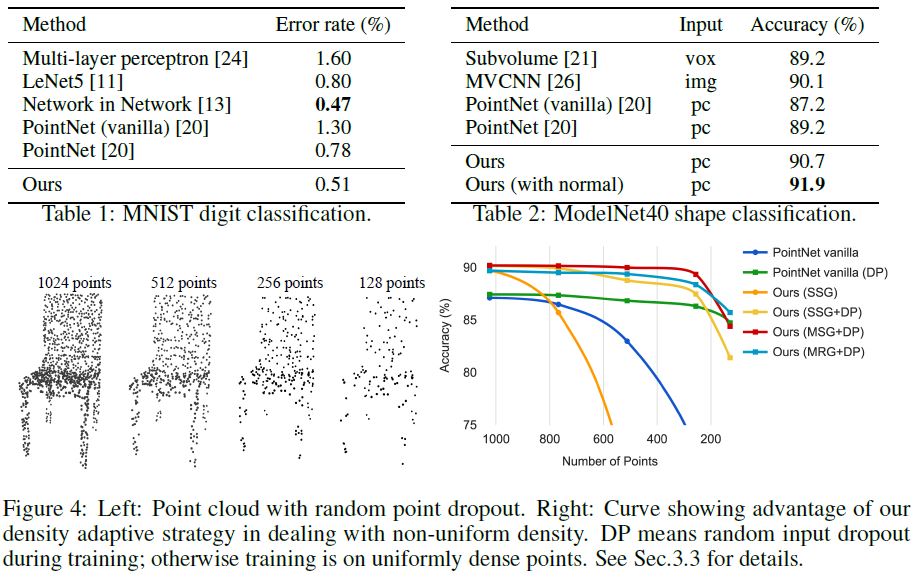 Method Error rate (%)
Multi-layer perceptron [24] 1.60
LeNet5 [11] 0.80
Network in Network [13] 0.47
PointNet (vanilla) [20] 1.30
PointNet [20] 0.78
Ours 0.51
Table 1: MNIST digit classification.
Method Input Accuracy (%)
Subvolume [21] vox 89.2
MVCNN [26] img 90.1
PointNet (vanilla) [20] pc 87.2
PointNet [20] pc 89.2
Ours pc 90.7
Ours (with normal) pc 91.9
Table 2: ModelNet40 shape classification.
1024 points 512 points 256 points 128 points
Accuracy (%)
90
85
80
75
1000 800 600 400 200
Number of Points
PointNet vanilla
PointNet vanilla (DP)
Ours (SSG)
Ours (SSG+DP)
Ours (MSG+DP)
Ours (MRG+DP)
Figure 4: Left: Point cloud with random point dropout. Right: Curve showing advantage of our
density adaptive strategy in dealing with non-uniform density. DP means random input dropout
during training; otherwise training is on uniformly dense points. See Sec.3.3 for details.